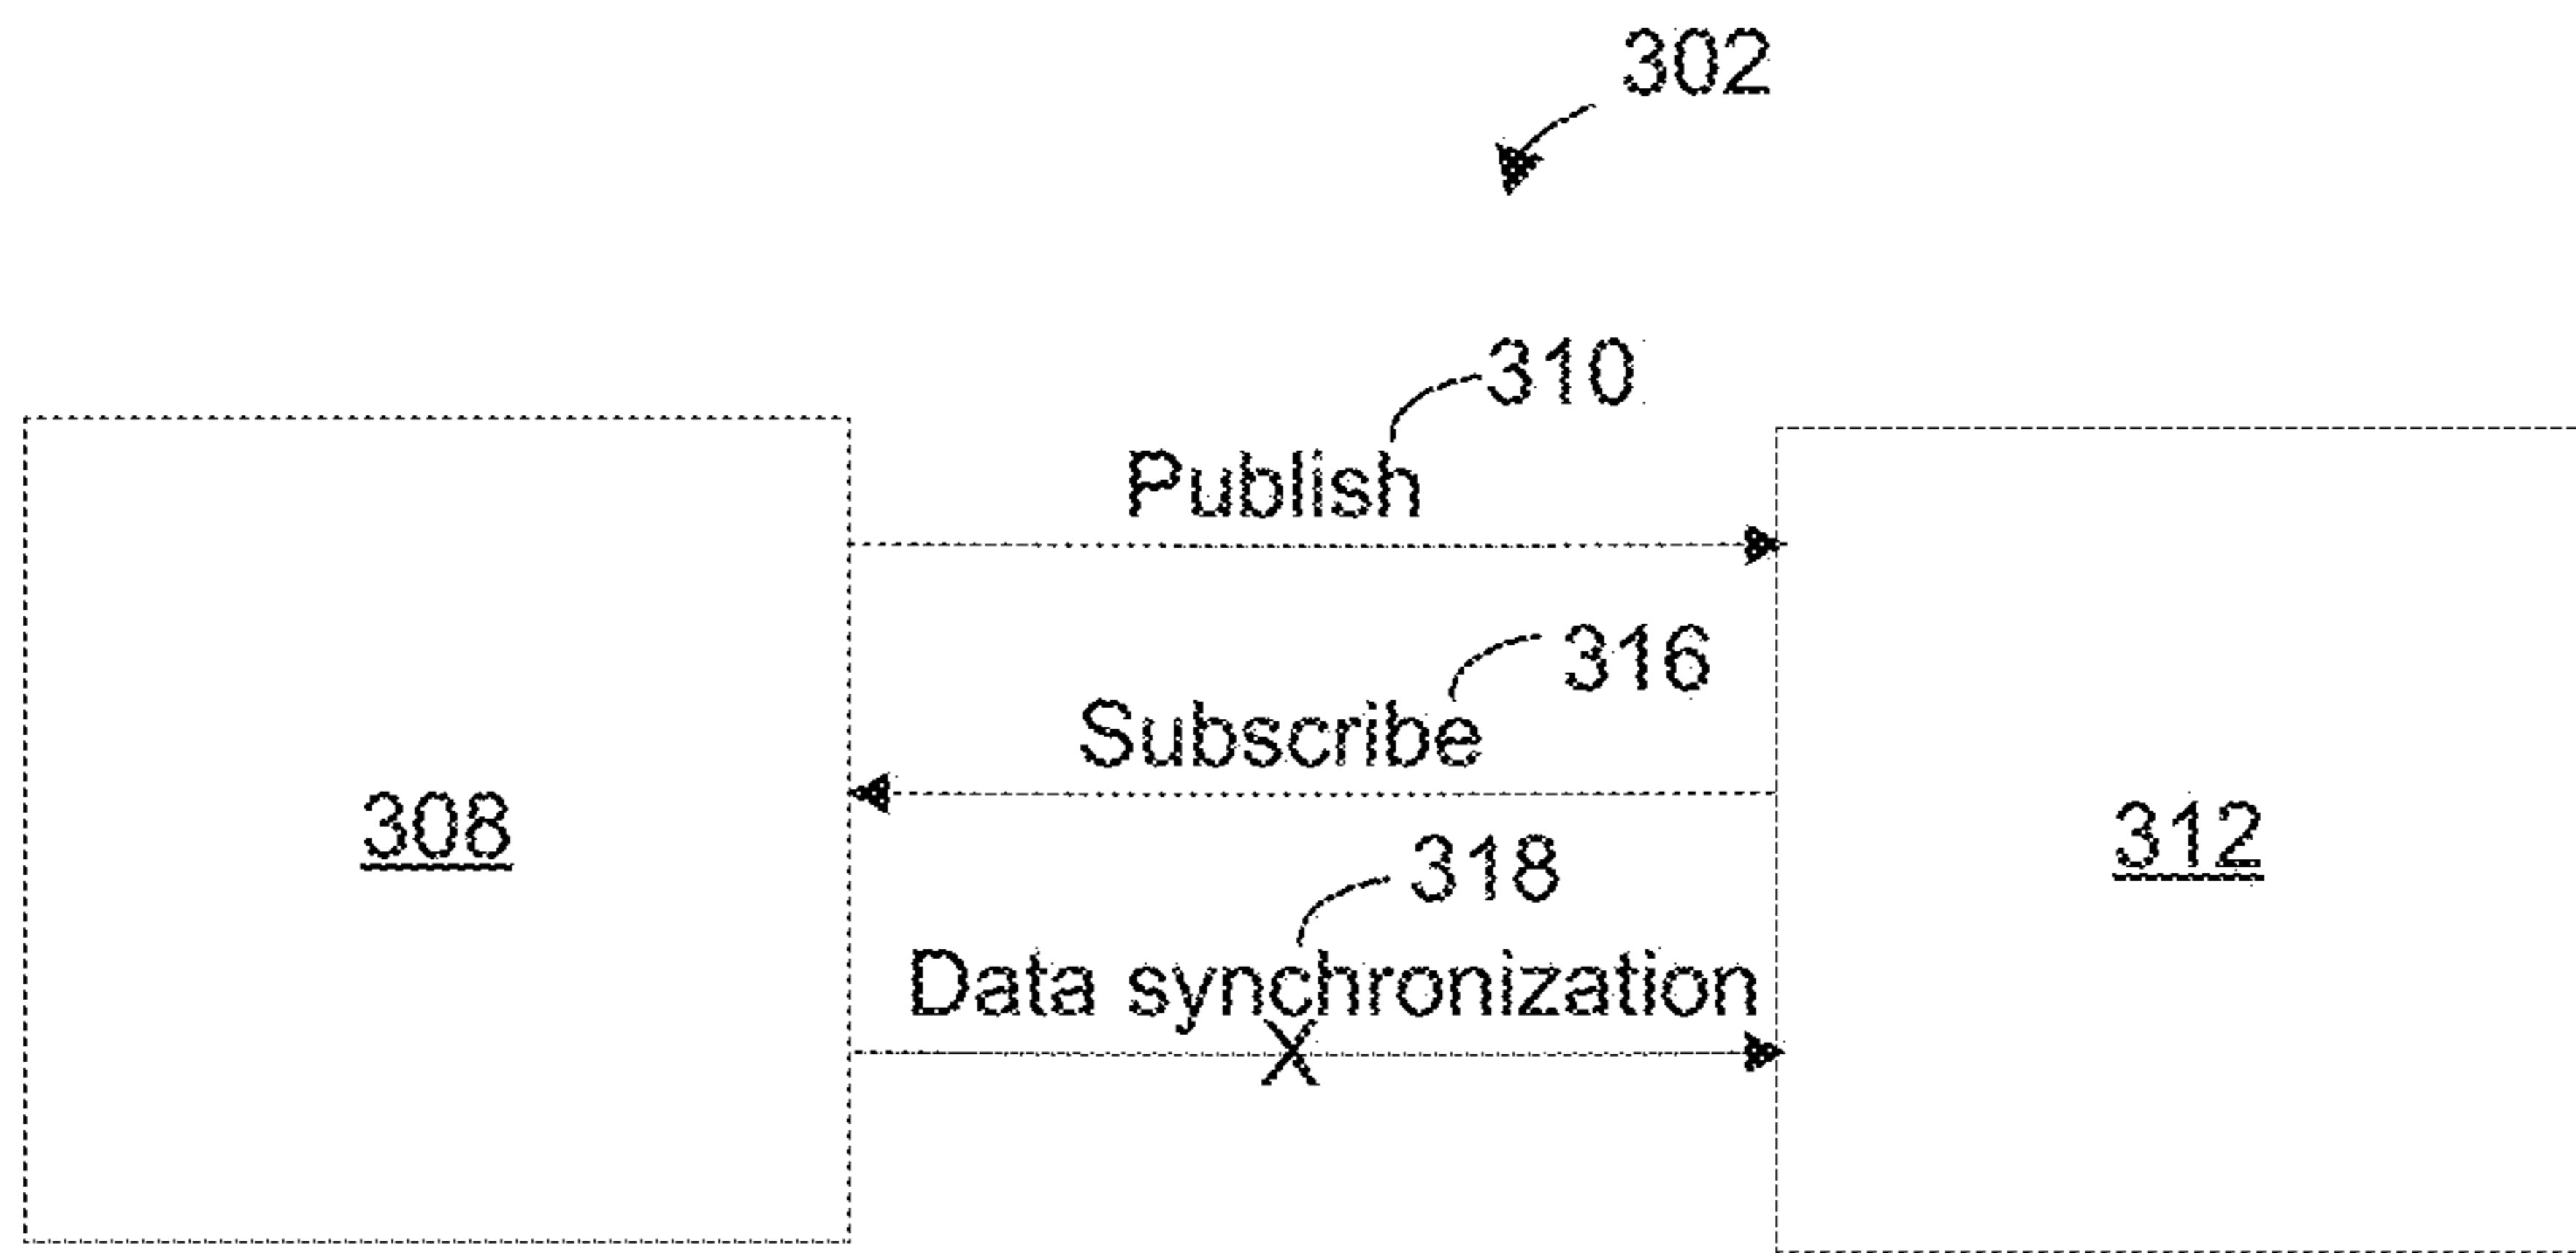 302
310
Publish
316
Subscribe
308
312
318
Data synchronization
X